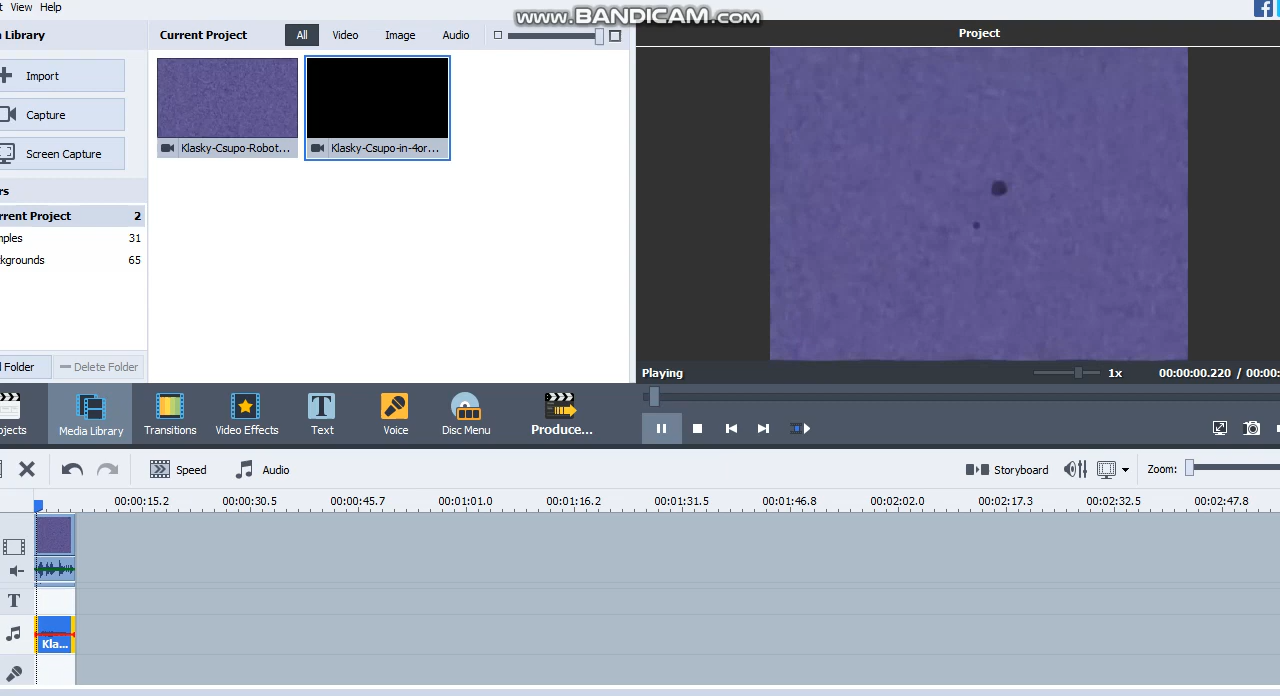 t View Help
www.BANDICAM.com
Library
Current Project
All Video Image Audio
Project
Import
Capture
Screen Capture
Klasky-Csupo-Robot...
Klasky-Csupo-in-4or...
rs
rrent Project 2
mples 31
kgrounds 65
Folder
Delete Folder
Playing
1x
00:00:00.220 / 00:00:
ojects
Media Library
Transitions
Video Effects
Text
Voice
Disc Menu
Produce...
Speed
Audio
Storyboard
Zoom:
00:00:15.2 00:00:30.5 00:00:45.7 00:01:01.0 00:01:16.2 00:01:31.5 00:01:46.8 00:02:02.0 00:02:17.3 00:02:32.5 00:02:47.8
T
Kla...